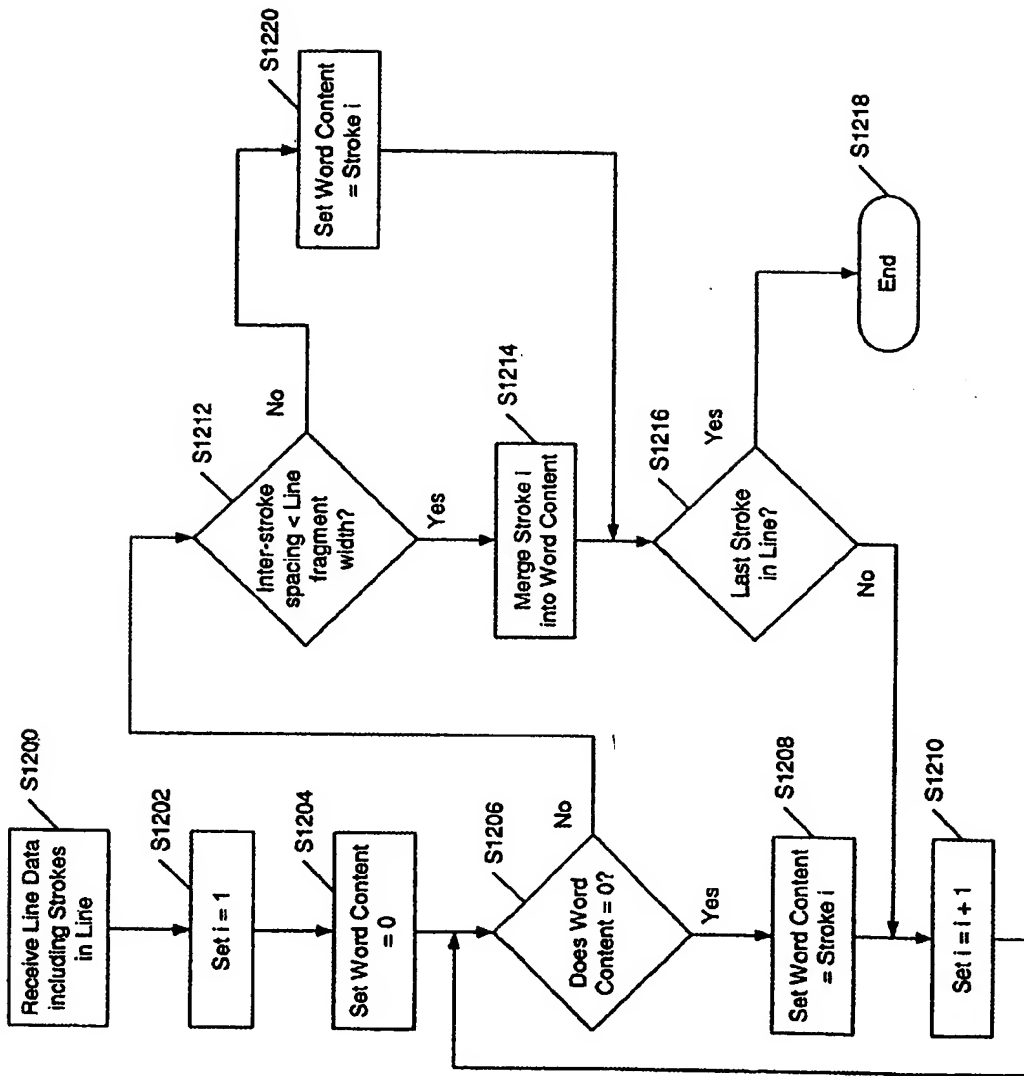 Receive Line Data
including Strokes
in Line
S1200
Set i = 1
S1202
Set Word Content
= 0
S1204
Does Word
Content = 0?
S1206
No
Yes
Set Word Content
= Stroke i
S1208
Set i = i + 1
S1210
Inter-stroke
spacing < Line
fragment
width?
S1212
No
Yes
Merge Stroke i
into Word Content
S1214
Last Stroke
in Line?
S1216
Yes
No
Set Word Content
= Stroke i
S1220
End
S1218